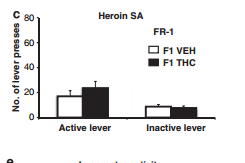 c
Heroin SA
FR-1
F1 VEH
F1 THC
No. of lever presses
80
60
40
20
0
Active lever
Inactive lever
e